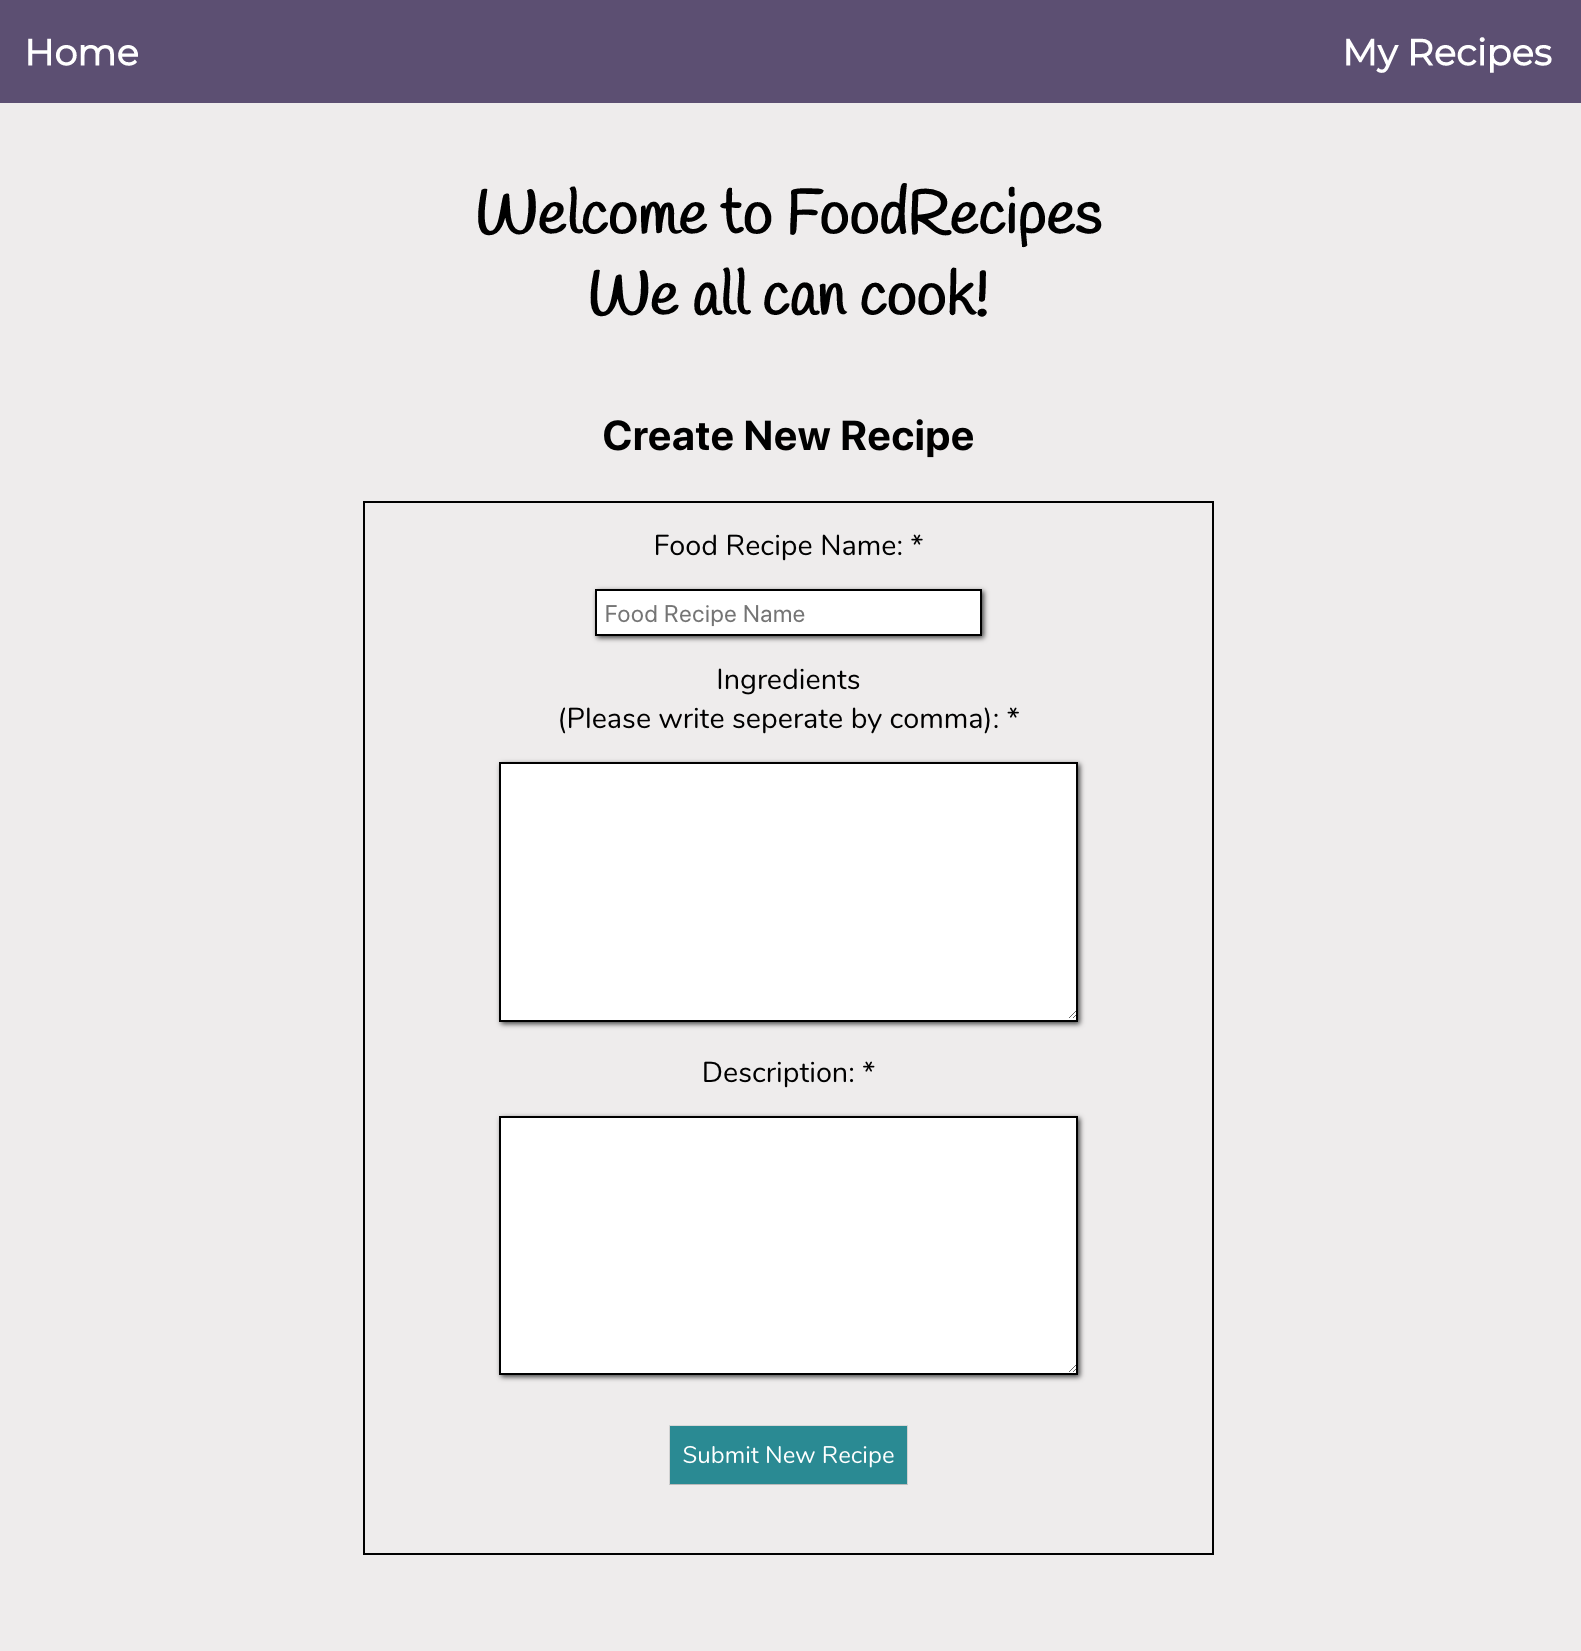 Home
My Recipes
Welcome to FoodRecipes
We all can cook!
Create New Recipe
Food Recipe Name: *
Food Recipe Name
Ingredients
(Please write seperate by comma): *
Description: *
Submit New Recipe